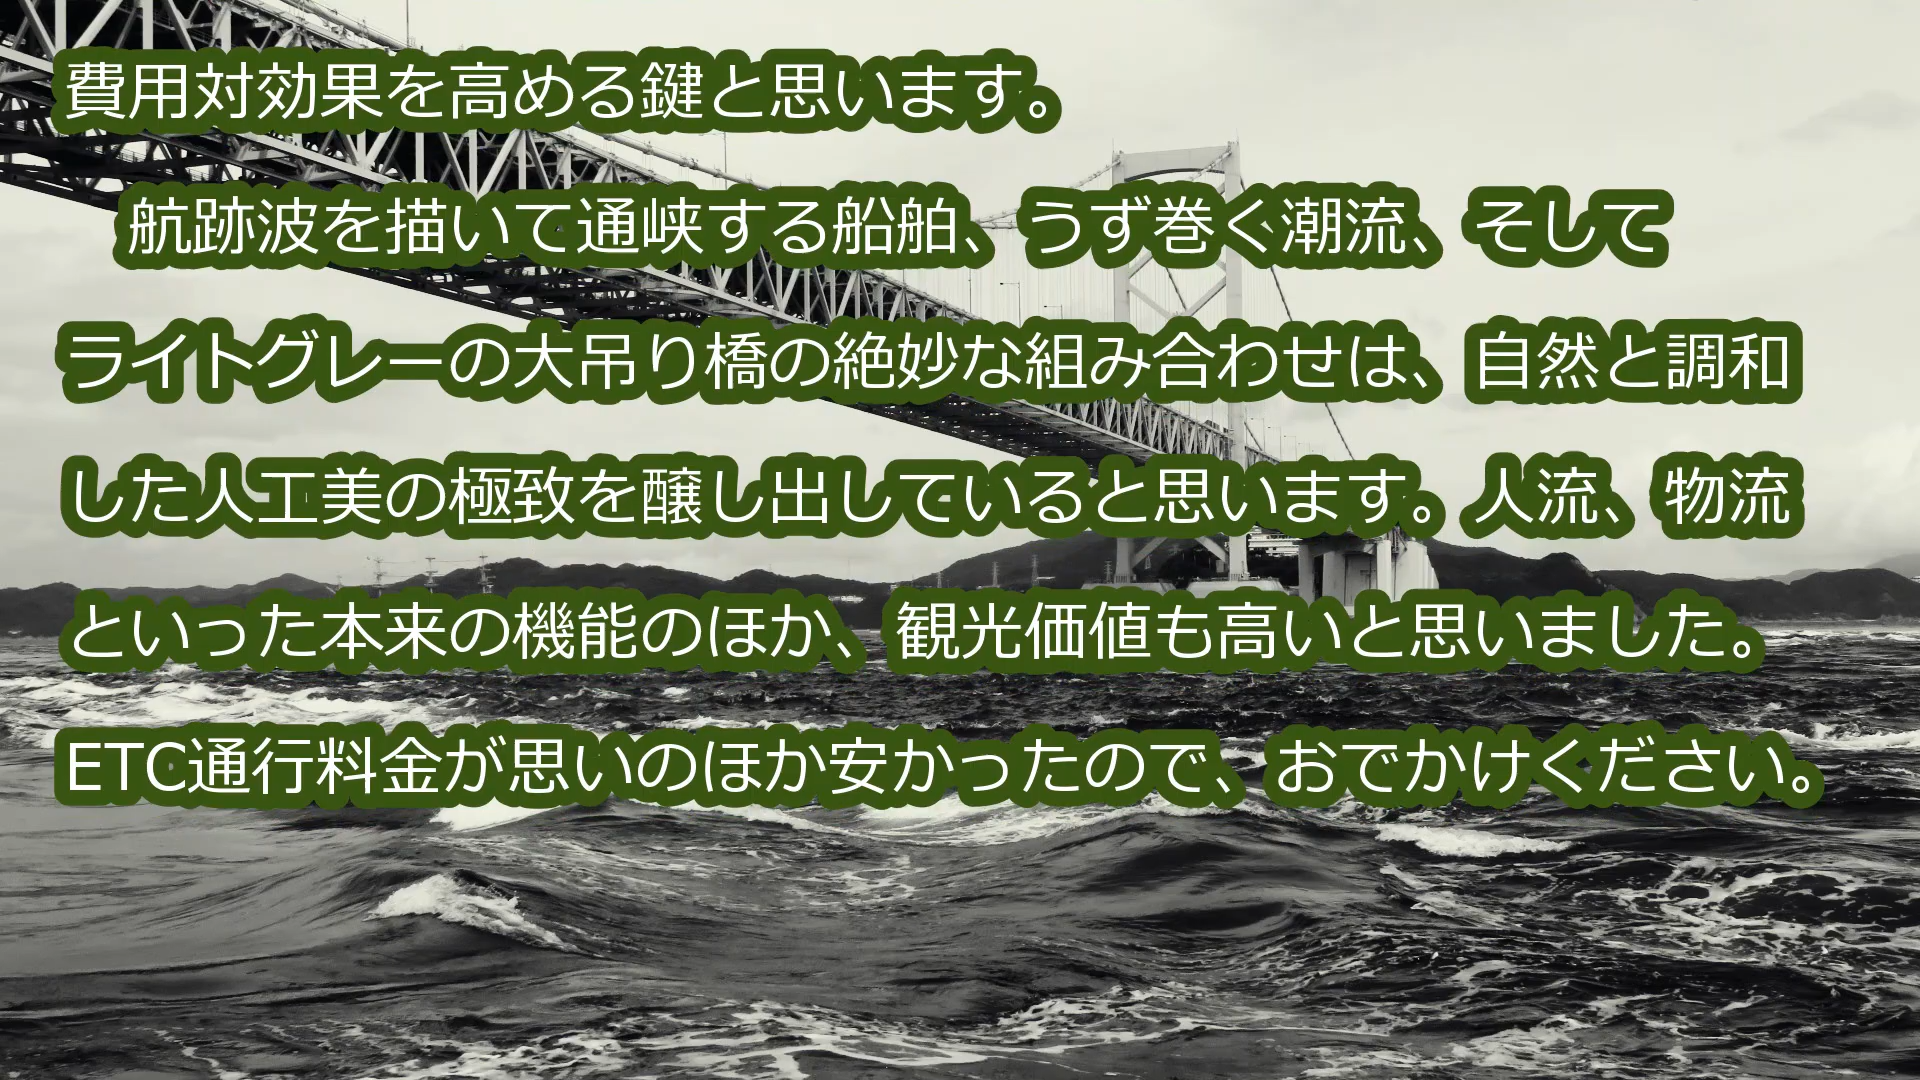 費用対効果を高める鍵と思います。
航跡波を描いて通峡する船舶、うず巻く潮流、そして
ライトグレーの大吊り橋の絶妙な組み合わせは、自然と調和
した人工美の極致を醸し出していると思います。人流、物流
といった本来の機能のほか、観光価値も高いと思いました。
ETC通行料金が思いのほか安かったので、おでかけください。